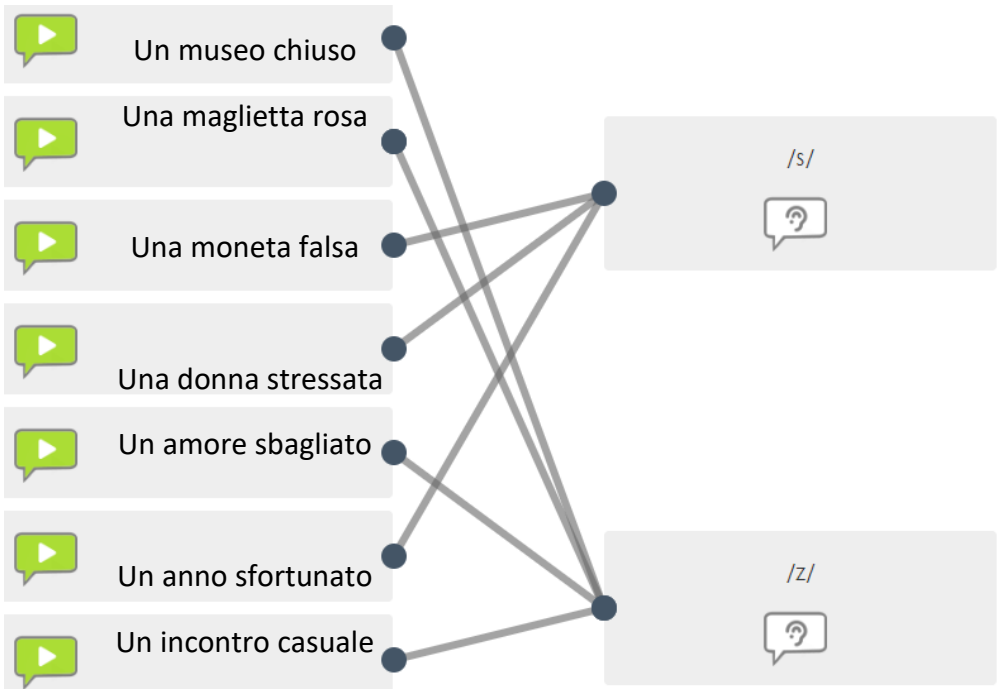 Un museo chiuso
Una maglietta rosa
Una moneta falsa
Una donna stressata
Un amore sbagliato
Un anno sfortunato
Un incontro casuale
/s/
/z/